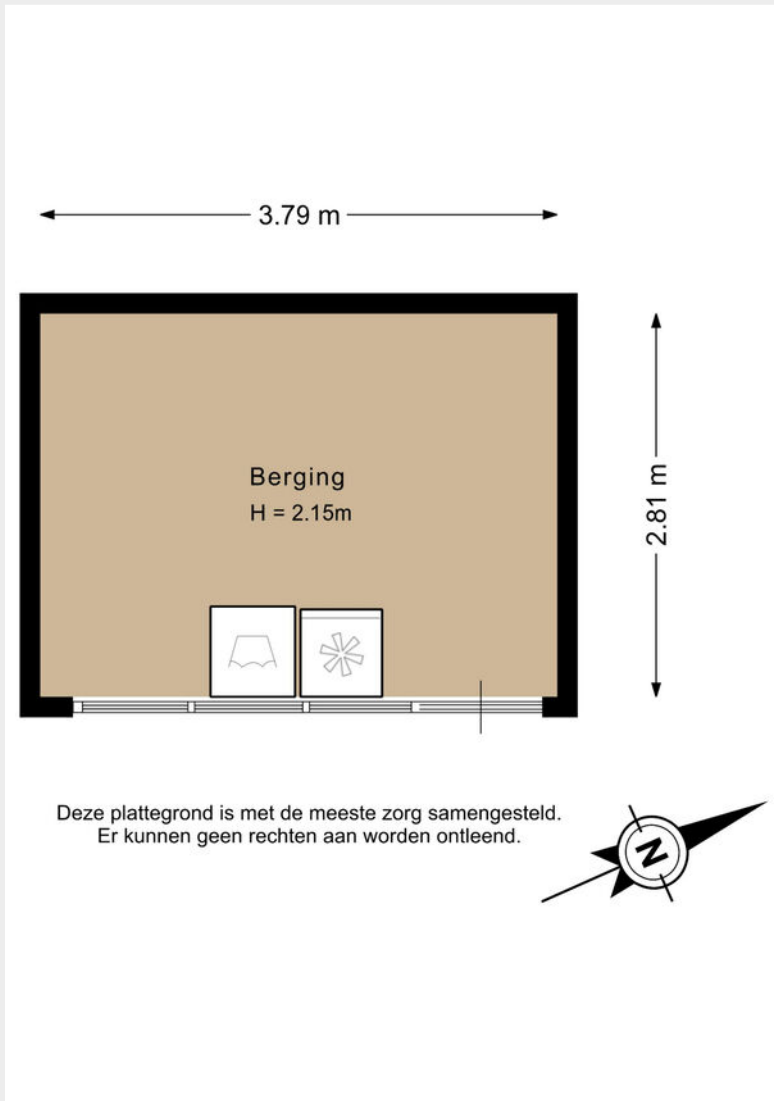 3.79 m
Berging
H = 2.15m
2.81 m
Deze plattegrond is met de meeste zorg samengesteld.
Er kunnen geen rechten aan worden ontleend.
N